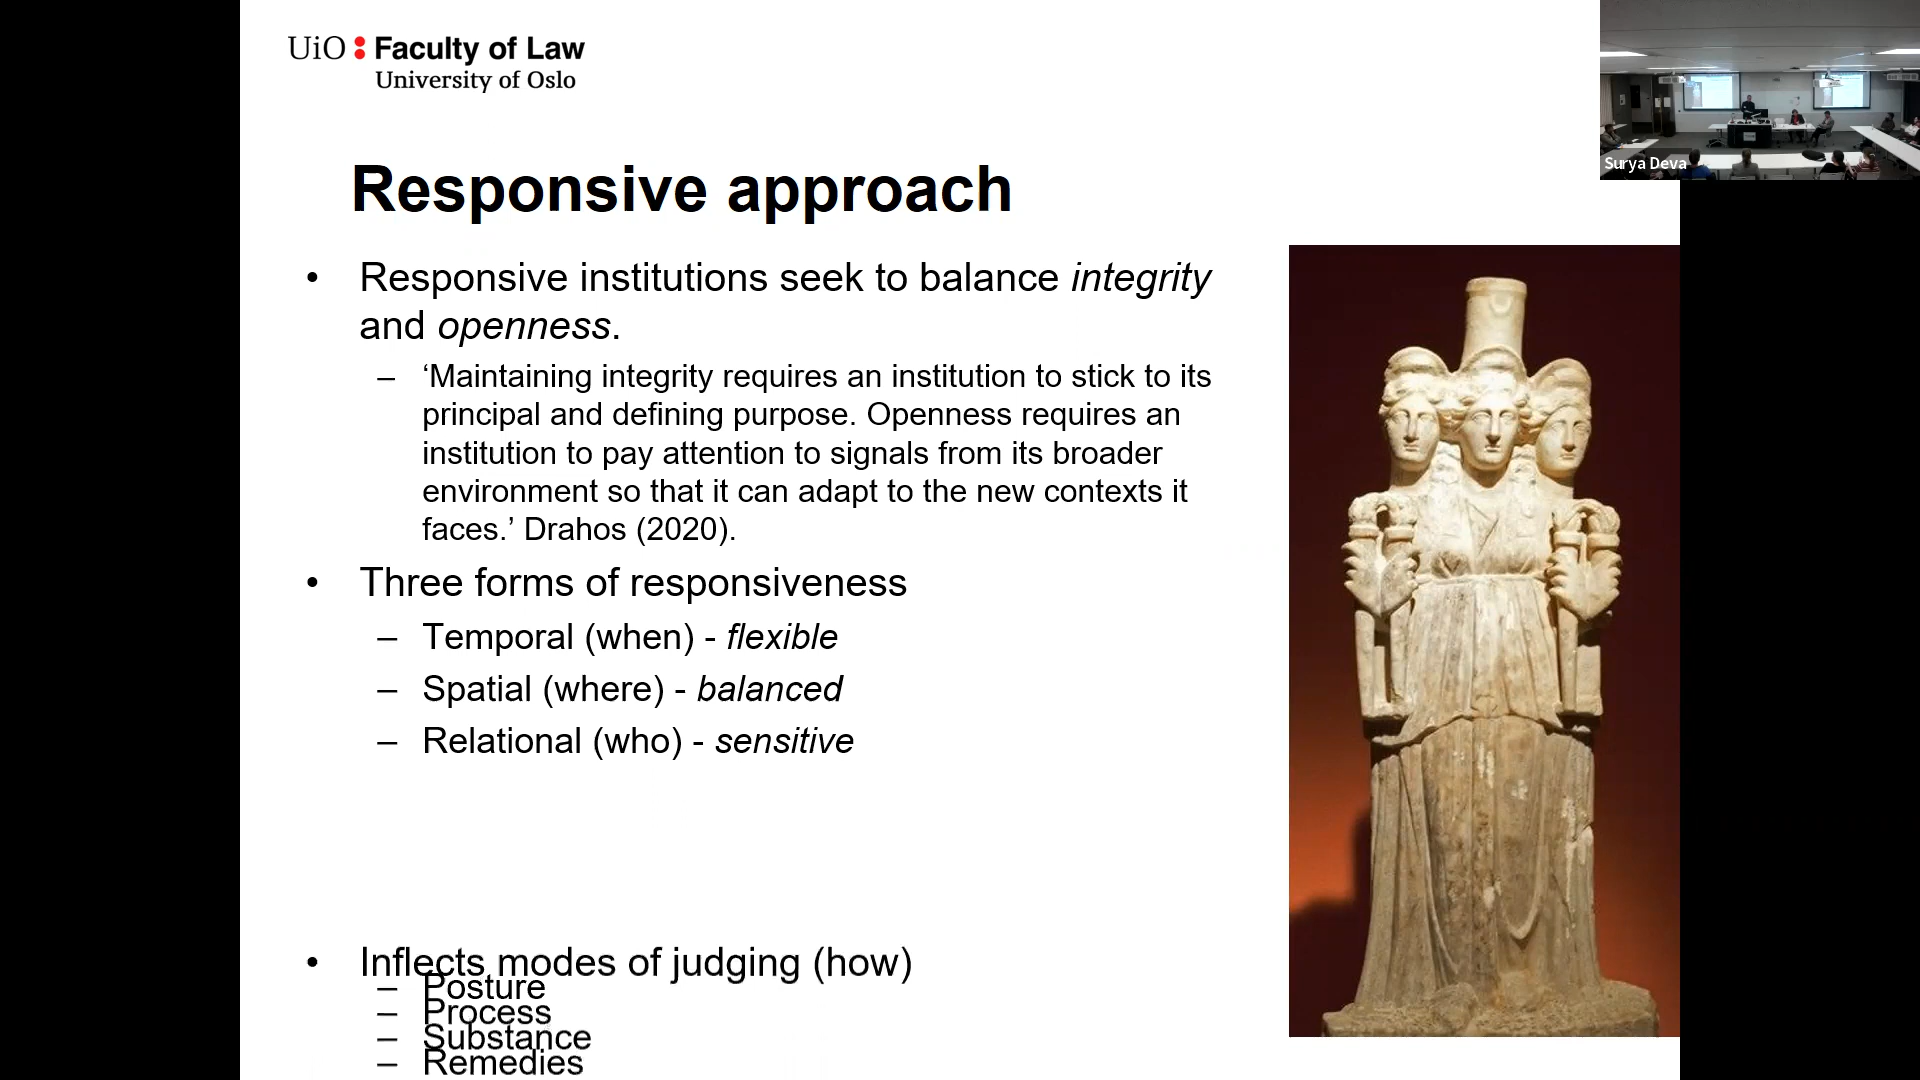 UiO Faculty of Law
University of Oslo
Surya Deva
Responsive approach
• Responsive institutions seek to balance integrity
and openness.
– ‘Maintaining integrity requires an institution to stick to its
principal and defining purpose. Openness requires an
institution to pay attention to signals from its broader
environment so that it can adapt to the new contexts it
faces.’ Drahos (2020).
• Three forms of responsiveness
– Temporal (when) - flexible
– Spatial (where) - balanced
– Relational (who) - sensitive
• Inflects modes of judging (how)
– Posture
– Process
– Substance
– Remedies